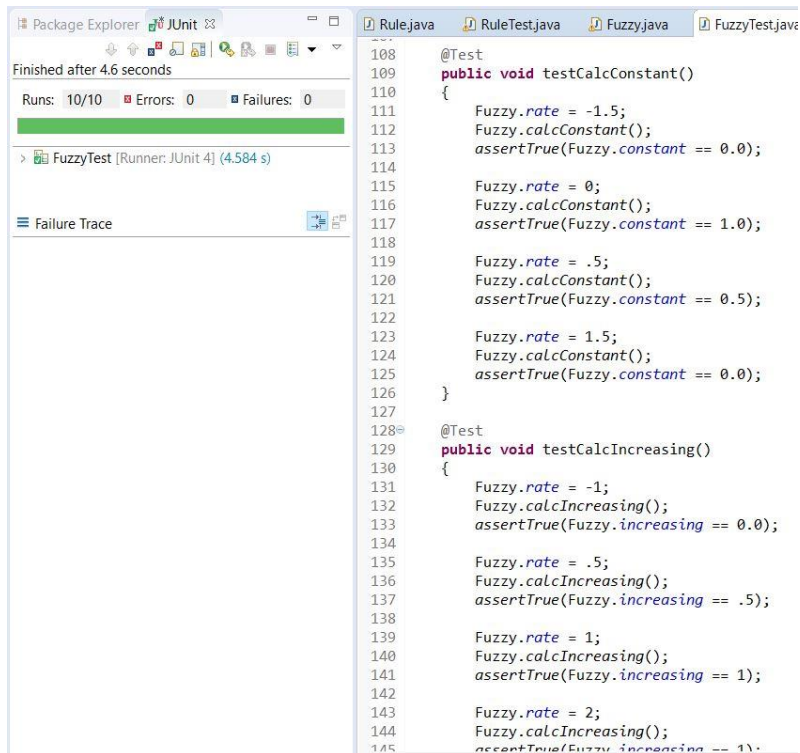 Package Explorer JUnit
Finished after 4.6 seconds
Runs: 10/10 Errors: 0 Failures: 0
FuzzyTest [Runner: JUnit 4] (4.584 s)
Failure Trace
Rule.java RuleTest.java Fuzzy.java FuzzyTest.java
108 @Test
109 public void testCalcConstant()
110 {
111 Fuzzy.rate = -1.5;
112 Fuzzy.calcConstant();
113 assertTrue(Fuzzy.constant == 0.0);
114
115 Fuzzy.rate = 0;
116 Fuzzy.calcConstant();
117 assertTrue(Fuzzy.constant == 1.0);
118
119 Fuzzy.rate = .5;
120 Fuzzy.calcConstant();
121 assertTrue(Fuzzy.constant == 0.5);
122
123 Fuzzy.rate = 1.5;
124 Fuzzy.calcConstant();
125 assertTrue(Fuzzy.constant == 0.0);
126 }
127
128 @Test
129 public void testCalcIncreasing()
130 {
131 Fuzzy.rate = -1;
132 Fuzzy.calcIncreasing();
133 assertTrue(Fuzzy.increasing == 0.0);
134
135 Fuzzy.rate = .5;
136 Fuzzy.calcIncreasing();
137 assertTrue(Fuzzy.increasing == .5);
138
139 Fuzzy.rate = 1;
140 Fuzzy.calcIncreasing();
141 assertTrue(Fuzzy.increasing == 1);
142
143 Fuzzy.rate = 2;
144 Fuzzy.calcIncreasing();
145 assertTrue(Fuzzy.increasing == 1);